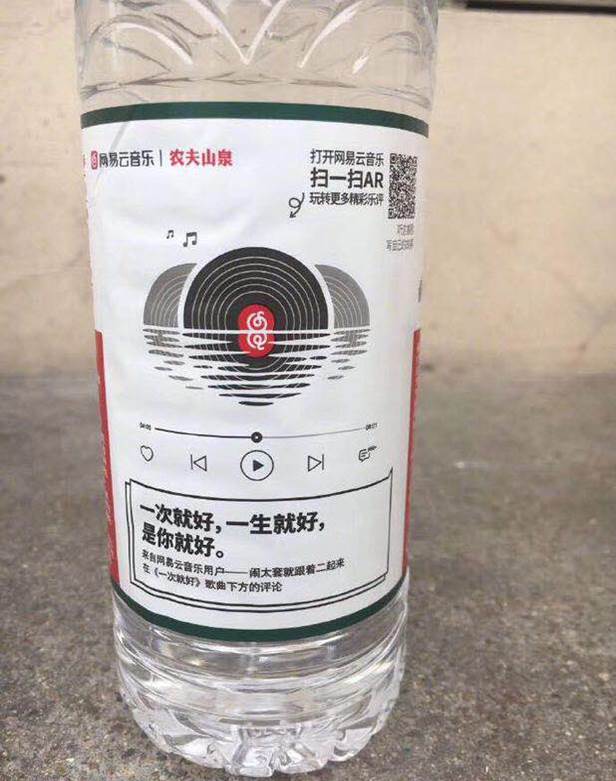 网易云音乐 | 农夫山泉
打开网易云音乐
扫一扫AR
玩转更多精彩乐评
一次就好，一生就好，
是你就好。
来自网易云音乐用户——闹太套就跟着二起来
在《一次就好》歌曲下方的评论